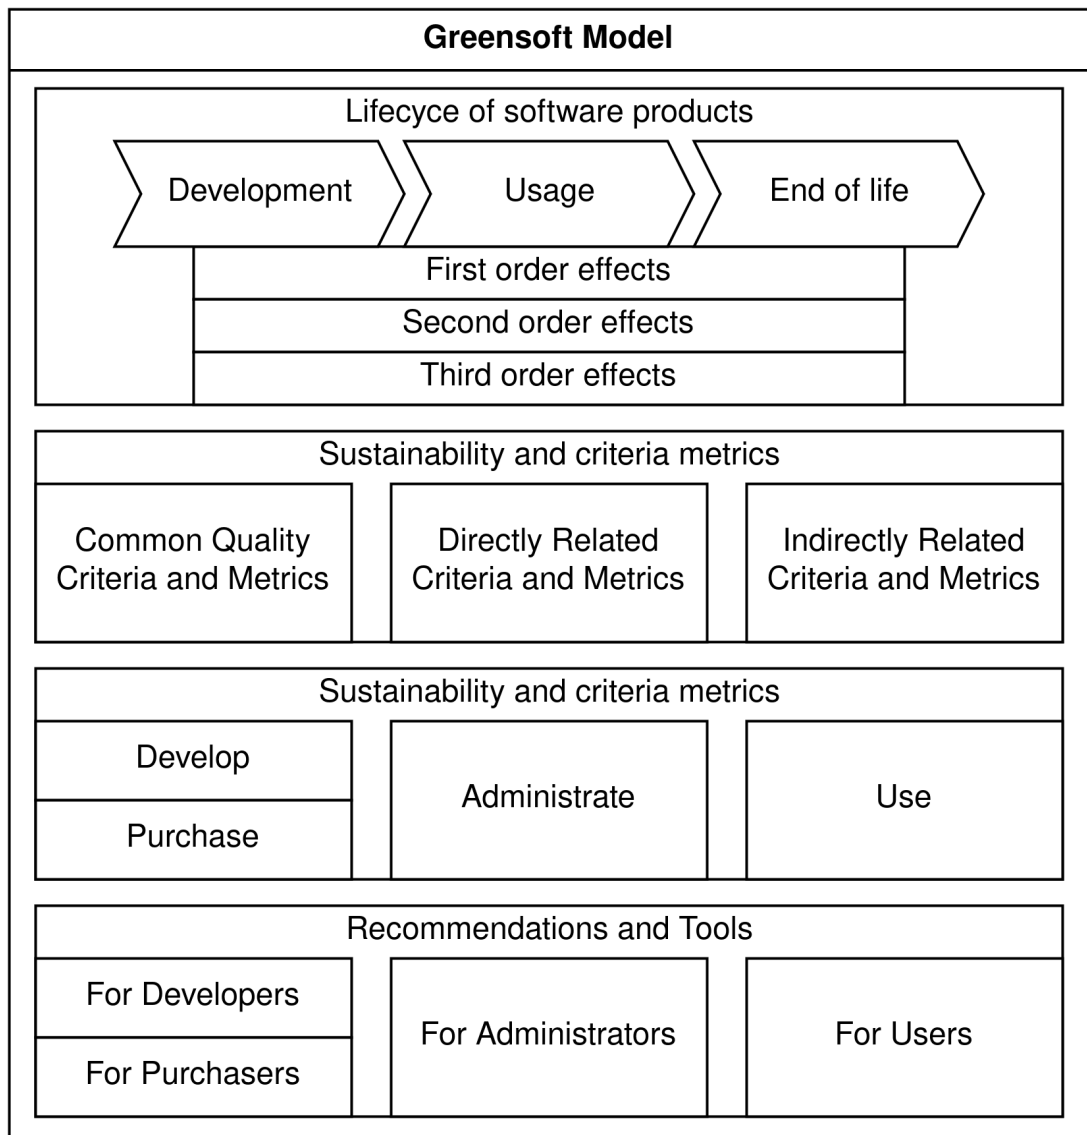 Greensoft Model
Lifecyce of software products
Development
Usage
End of life
First order effects
Second order effects
Third order effects
Sustainability and criteria metrics
Common Quality
Criteria and Metrics
Directly Related
Criteria and Metrics
Indirectly Related
Criteria and Metrics
Sustainability and criteria metrics
Develop
Purchase
Administrate
Use
Recommendations and Tools
For Developers
For Purchasers
For Administrators
For Users